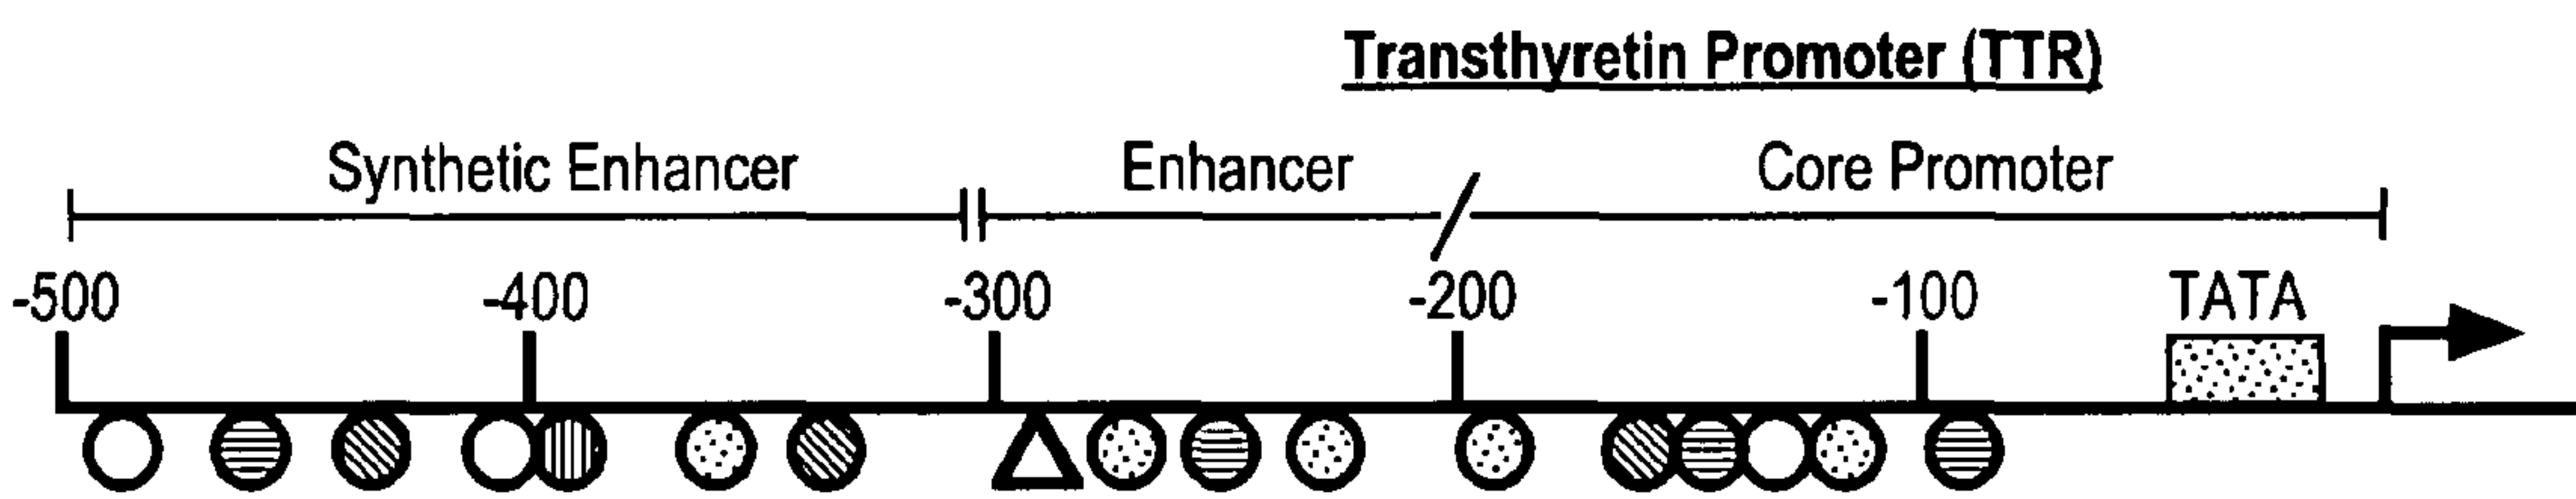 Transthyretin Promoter (TTR)
Synthetic Enhancer Enhancer Core Promoter
-500 -400 -300 -200 -100 TATA